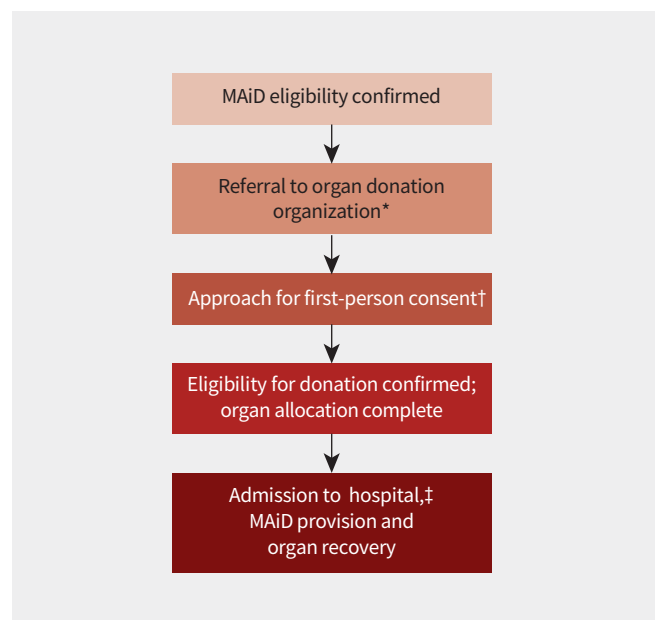 MAiD eligibility confirmed
Referral to organ donation
organization*
Approach for first-person consent†
Eligibility for donation confirmed;
organ allocation complete
Admission to hospital,‡
MAiD provision and
organ recovery